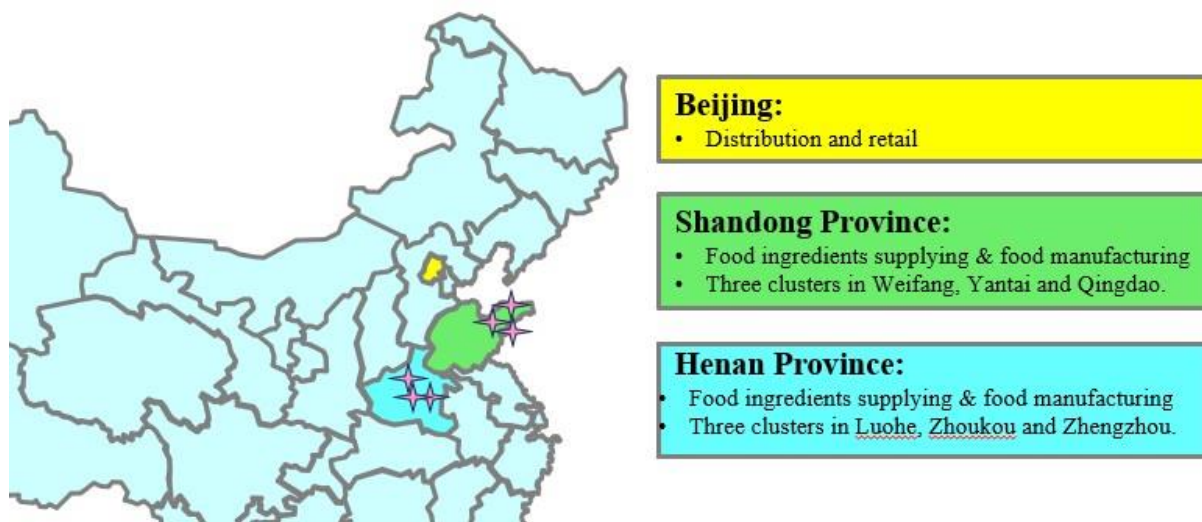 Beijing:
• Distribution and retail
Shandong Province:
• Food ingredients supplying & food manufacturing
• Three clusters in Weifang, Yantai and Qingdao.
Henan Province:
• Food ingredients supplying & food manufacturing
• Three clusters in Luohe, Zhoukou and Zhengzhou.